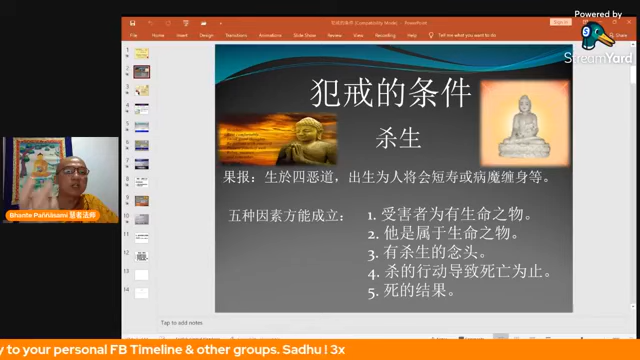 Powered by
StreamYard
犯戒的条件 (Compatibility Mode) - PowerPoint
Sign in
File
Home
Insert
Design
Transitions
Animations
Slide Show
Review
View
Recording
Help
Tell me what you want to do
Share
犯戒的条件
杀生
果报：生於四恶道，出生为人将会短寿或病魔缠身等。
五种因素方能成立：
1. 受害者为有生命之物。
2. 他是属于生命之物。
3. 有杀生的念头。
4. 杀的行动导致死亡为止。
5. 死的结果。
Bhante Paññāsami 慧者法师
Tap to add notes
y to your personal FB Timeline & other groups. Sadhu ! 3x